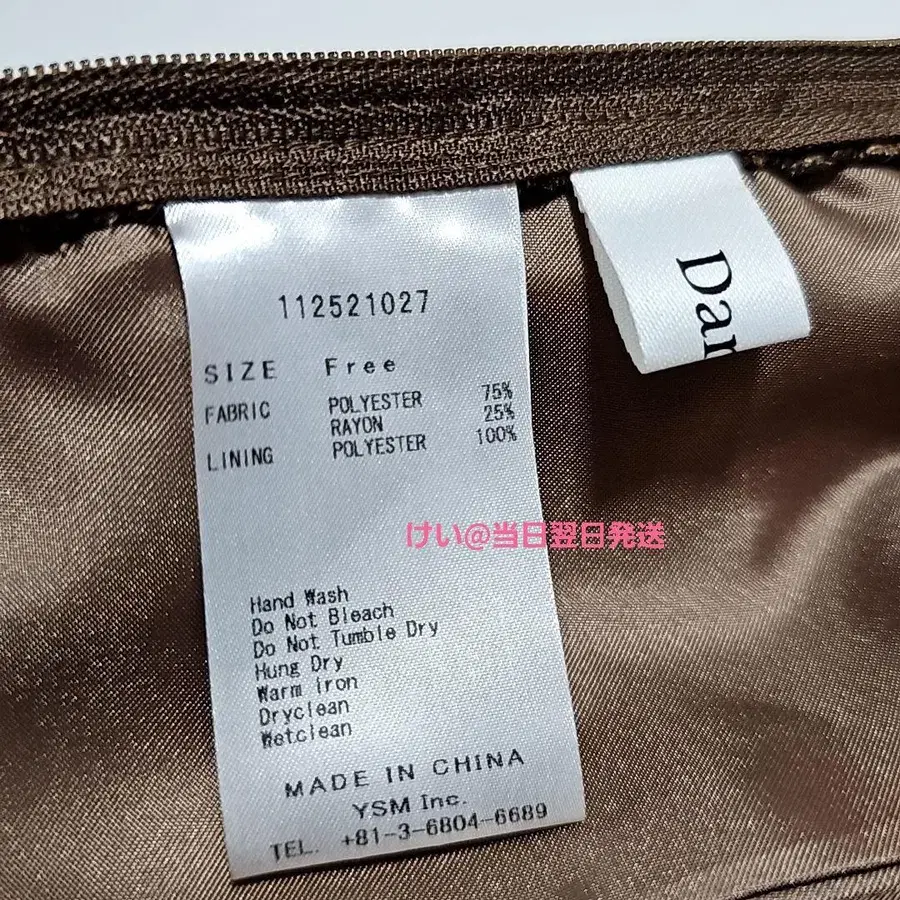 112521027
SIZE Free
FABRIC POLYESTER 75%
RAYON 25%
LINING POLYESTER 100%
けい@当日翌日発送
Hand Wash
Do Not Bleach
Do Not Tumble Dry
Hung Dry
Warm Iron
Dryclean
Wetclean
MADE IN CHINA
YSM Inc.
TEL. +81-3-6804-6689
Dar